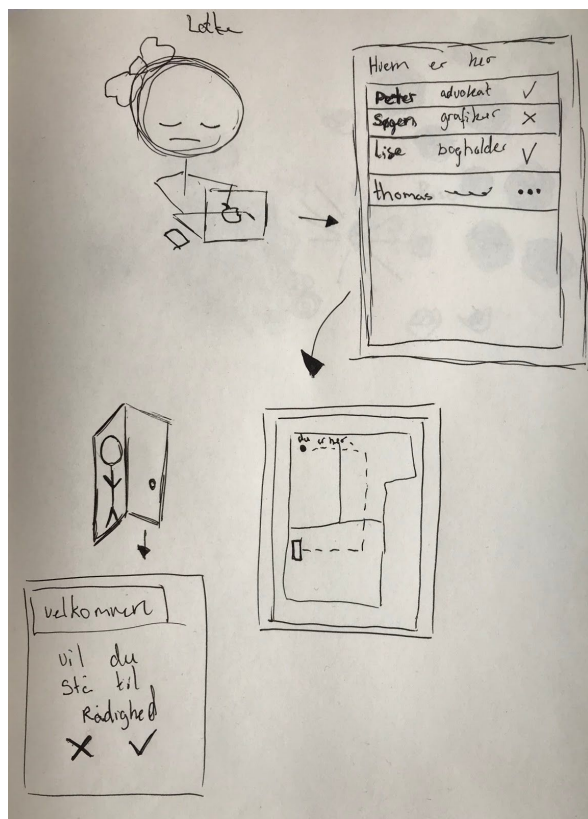 Lotte
Hvem er her
Peter advokat ✓
Søgern grafiker ✗
Lise bogholder ✓
thomas ...
du er her.
velkommen
vil du
stå til
Rådighed
✗ ✓